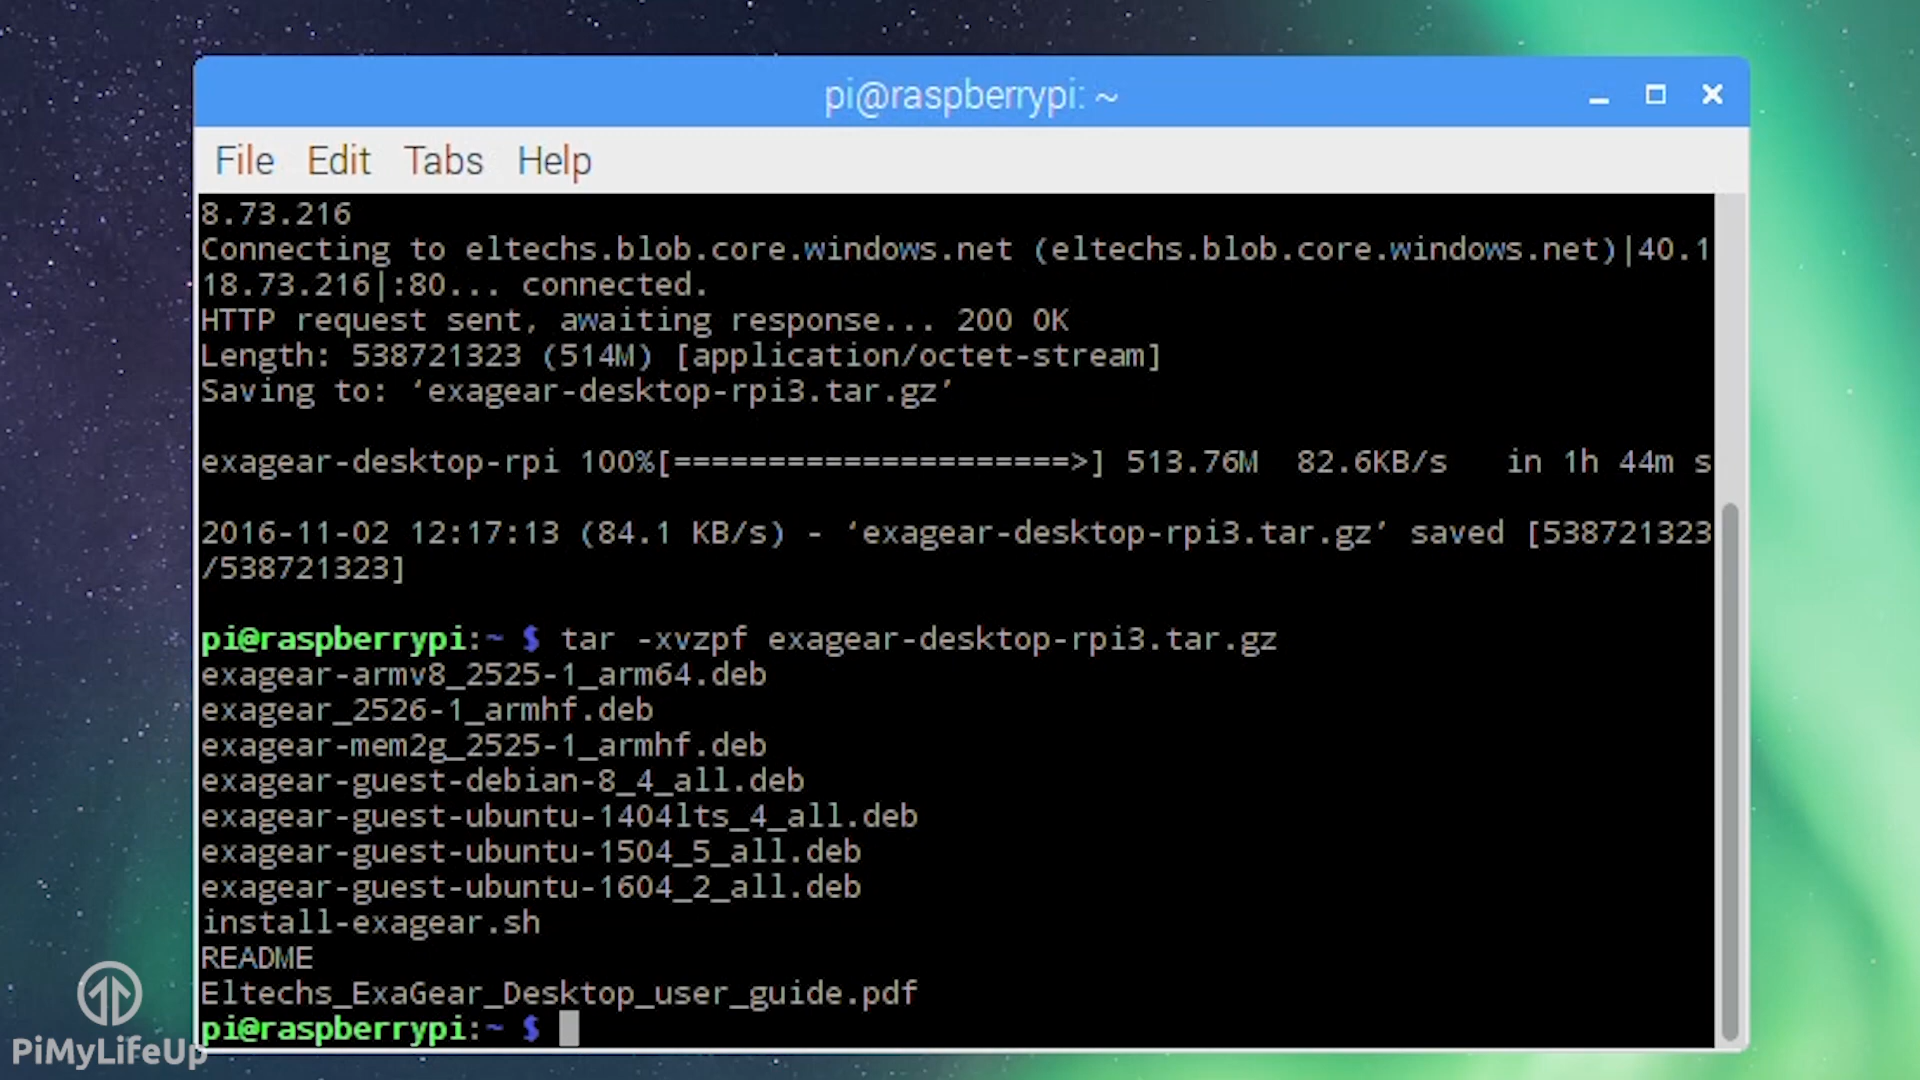 pi@raspberrypi: ~
File Edit Tabs Help
8.73.216
Connecting to eltechs.blob.core.windows.net (eltechs.blob.core.windows.net)|40.1
18.73.216|:80... connected.
HTTP request sent, awaiting response... 200 OK
Length: 538721323 (514M) [application/octet-stream]
Saving to: ‘exagear-desktop-rpi3.tar.gz’
exagear-desktop-rpi 100%[=====================>] 513.76M 82.6KB/s in 1h 44m s
2016-11-02 12:17:13 (84.1 KB/s) - ‘exagear-desktop-rpi3.tar.gz’ saved [538721323
/538721323]
pi@raspberrypi:~ $ tar -xvzpf exagear-desktop-rpi3.tar.gz
exagear-armv8_2525-1_arm64.deb
exagear_2526-1_armhf.deb
exagear-mem2g_2525-1_armhf.deb
exagear-guest-debian-8_4_all.deb
exagear-guest-ubuntu-1404lts_4_all.deb
exagear-guest-ubuntu-1504_5_all.deb
exagear-guest-ubuntu-1604_2_all.deb
install-exagear.sh
README
Eltechs_ExaGear_Desktop_user_guide.pdf
pi@raspberrypi:~ $
PiMyLifeUp